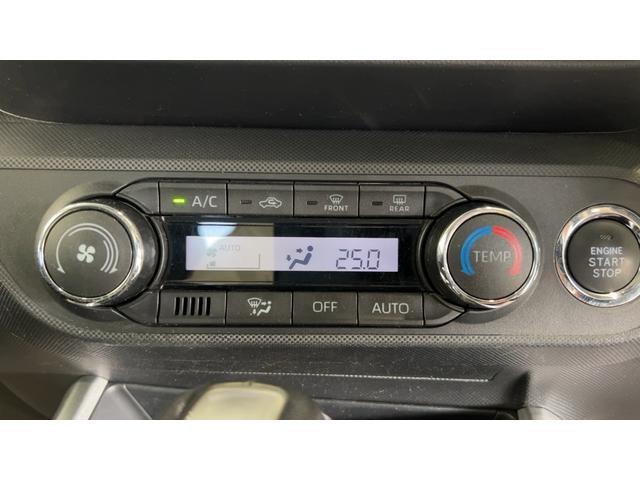 A/C
FRONT
REAR
AUTO
25.0
TEMP
ENGINE
START
STOP
OFF
AUTO